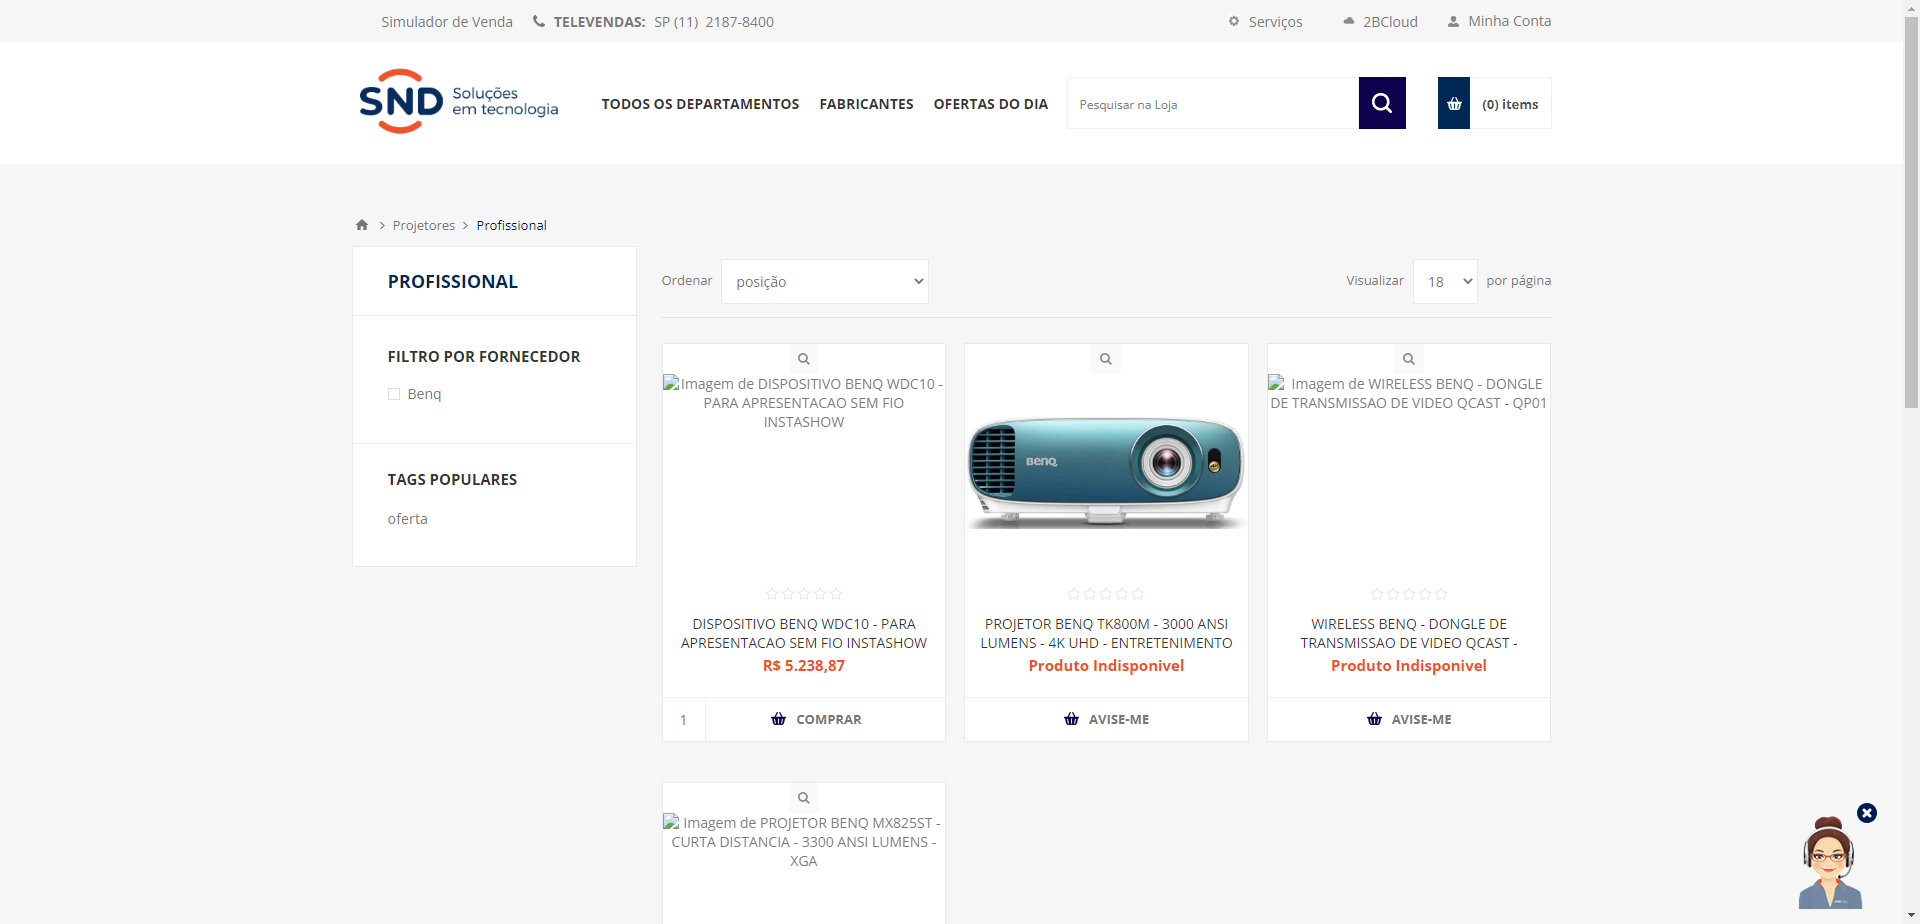 Simulador de Venda
TELEVENDAS: SP (11) 2187-8400
Serviços
2BCloud
Minha Conta
SND Soluções
em tecnologia
TODOS OS DEPARTAMENTOS
FABRICANTES
OFERTAS DO DIA
Pesquisar na Loja
(0) items
Projetores
Profissional
PROFISSIONAL
FILTRO POR FORNECEDOR
Benq
TAGS POPULARES
oferta
Ordenar
posição
Visualizar
18
por página
Imagem de DISPOSITIVO BENQ WDC10 -
PARA APRESENTACAO SEM FIO
INSTASHOW
DISPOSITIVO BENQ WDC10 - PARA
APRESENTACAO SEM FIO INSTASHOW
R$ 5.238,87
1
COMPRAR
BenQ
4K
PROJETOR BENQ TK800M - 3000 ANSI
LUMENS - 4K UHD - ENTRETENIMENTO
Produto Indisponivel
AVISE-ME
Imagem de WIRELESS BENQ - DONGLE
DE TRANSMISSAO DE VIDEO QCAST - QP01
WIRELESS BENQ - DONGLE DE
TRANSMISSAO DE VIDEO QCAST -
Produto Indisponivel
AVISE-ME
Imagem de PROJETOR BENQ MX825ST -
CURTA DISTANCIA - 3300 ANSI LUMENS -
XGA